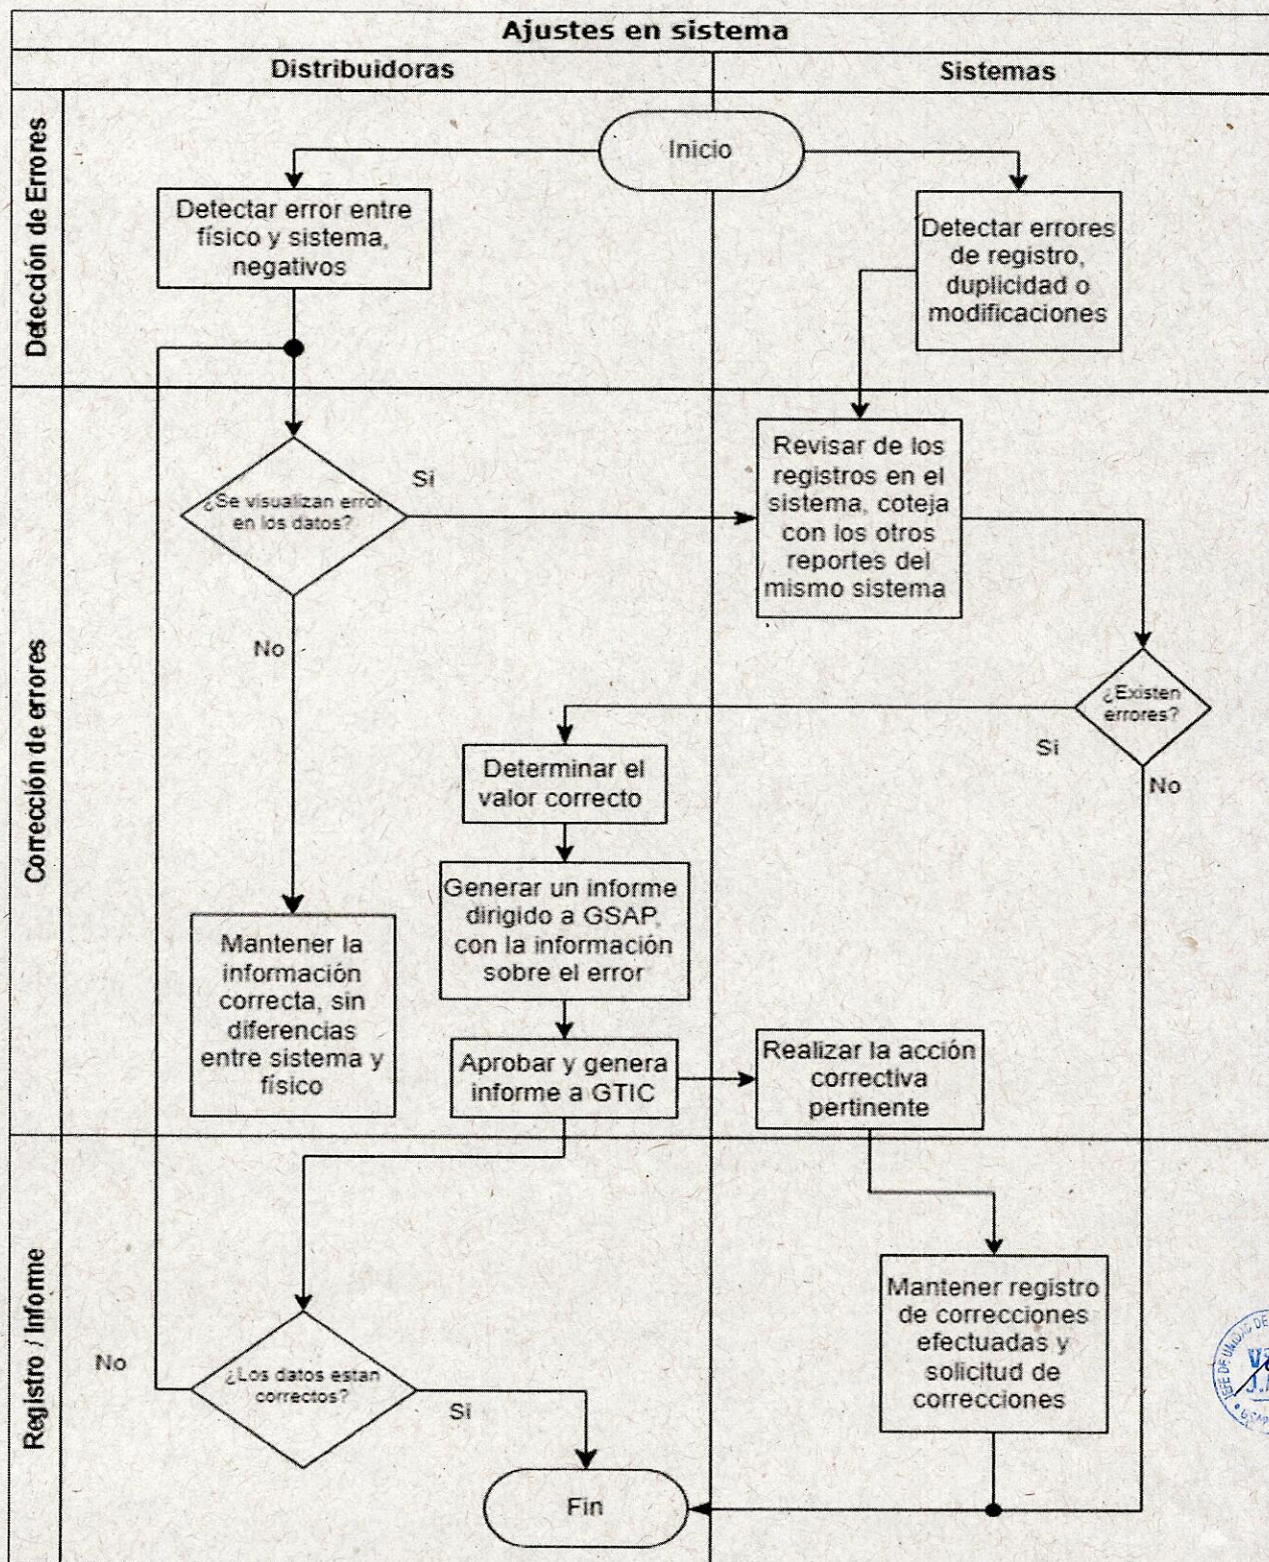 Ajustes en sistema
Distribuidoras
Sistemas
Detección de Errores
Inicio
Detectar error entre
físico y sistema,
negativos
Detectar errores
de registro,
duplicidad o
modificaciones
Corrección de errores
¿Se visualizan error
en los datos?
Si
No
Revisar de los
registros en el
sistema, coteja
con los otros
reportes del
mismo sistema
¿Existen
errores?
Si
No
Determinar el
valor correcto
Generar un informe
dirigido a GSAP,
con la información
sobre el error
Mantener la
información
correcta, sin
diferencias
entre sistema y
físico
Aprobar y genera
informe a GTIC
Realizar la acción
correctiva
pertinente
Registro / Informe
Mantener registro
de correcciones
efectuadas y
solicitud de
correcciones
No
¿Los datos estan
correctos?
Si
Fin
JEFE DE UNIDAD DE
GSAP